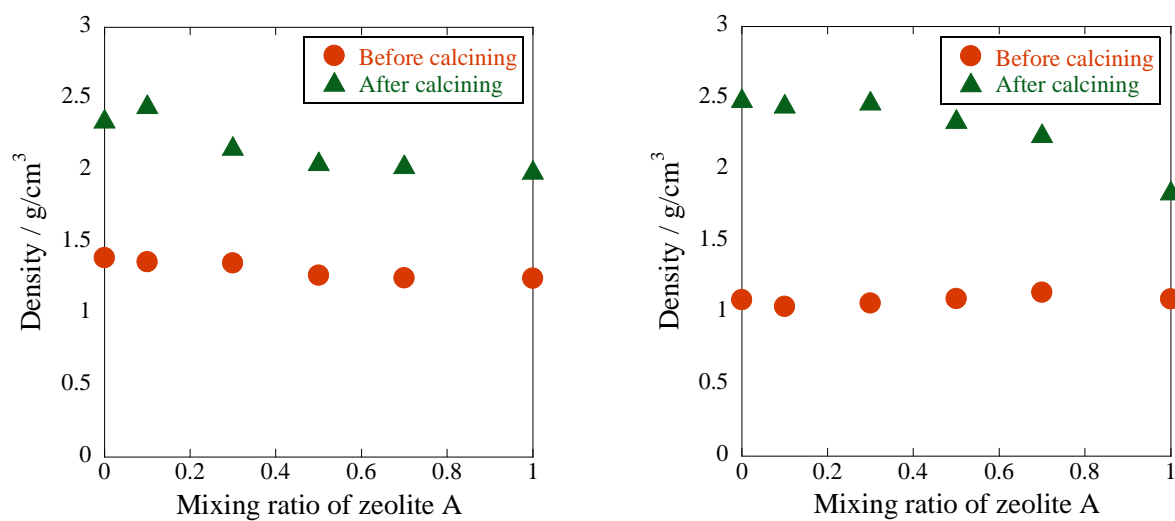 3
2.5
2
1.5
1
0.5
0
Density / g/cm³
Before calcining
After calcining
0 0.2 0.4 0.6 0.8 1
Mixing ratio of zeolite A
3
2.5
2
1.5
1
0.5
0
Density / g/cm³
Before calcining
After calcining
0 0.2 0.4 0.6 0.8 1
Mixing ratio of zeolite A